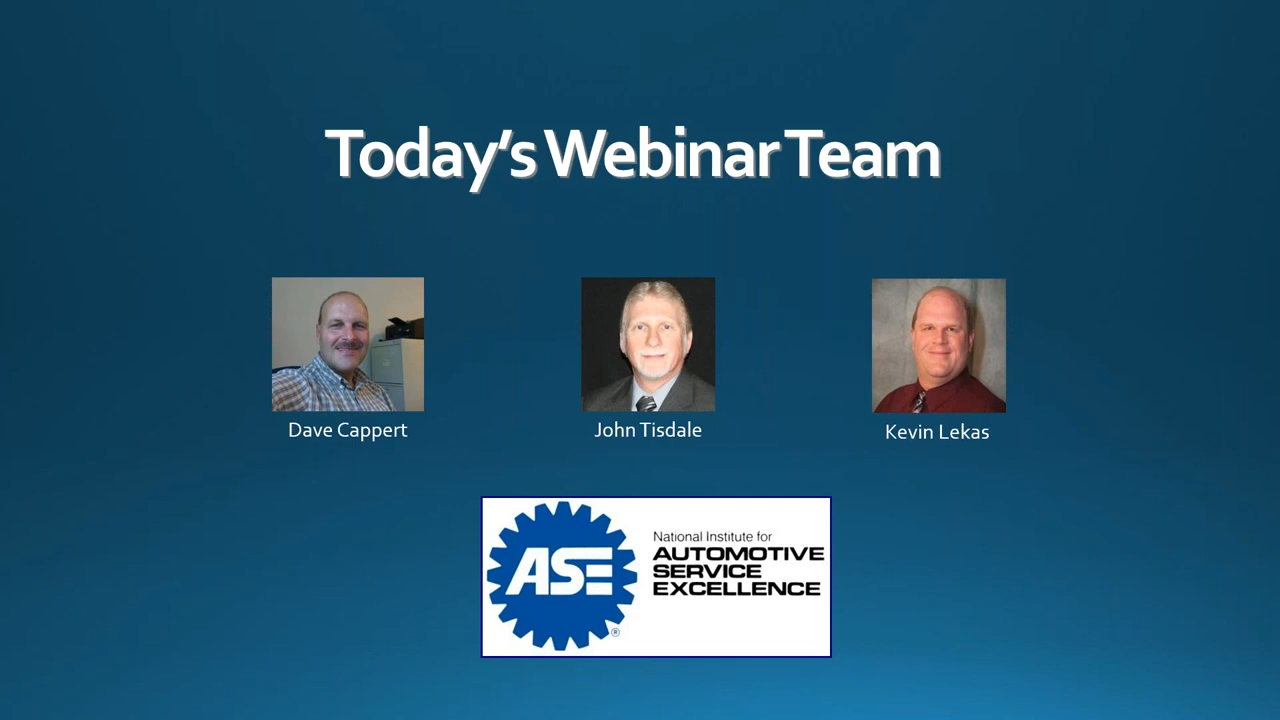 Today's Webinar Team
Dave Cappert
John Tisdale
Kevin Lekas
ASE
®
National Institute for
AUTOMOTIVE
SERVICE
EXCELLENCE